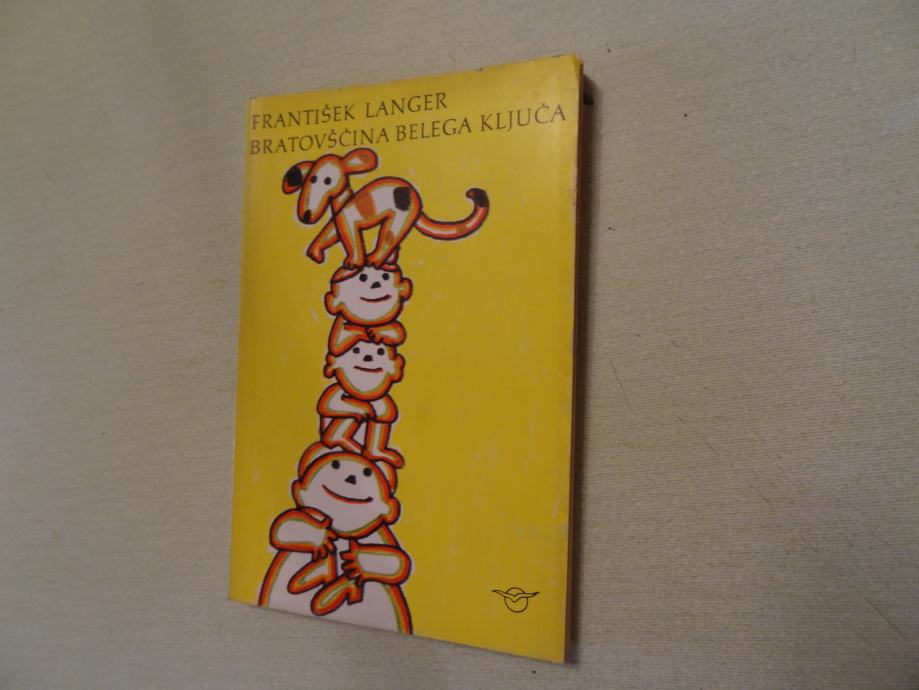 FRANTIŠEK LANGER
BRATOVŠČINA BELEGA KLJUČA